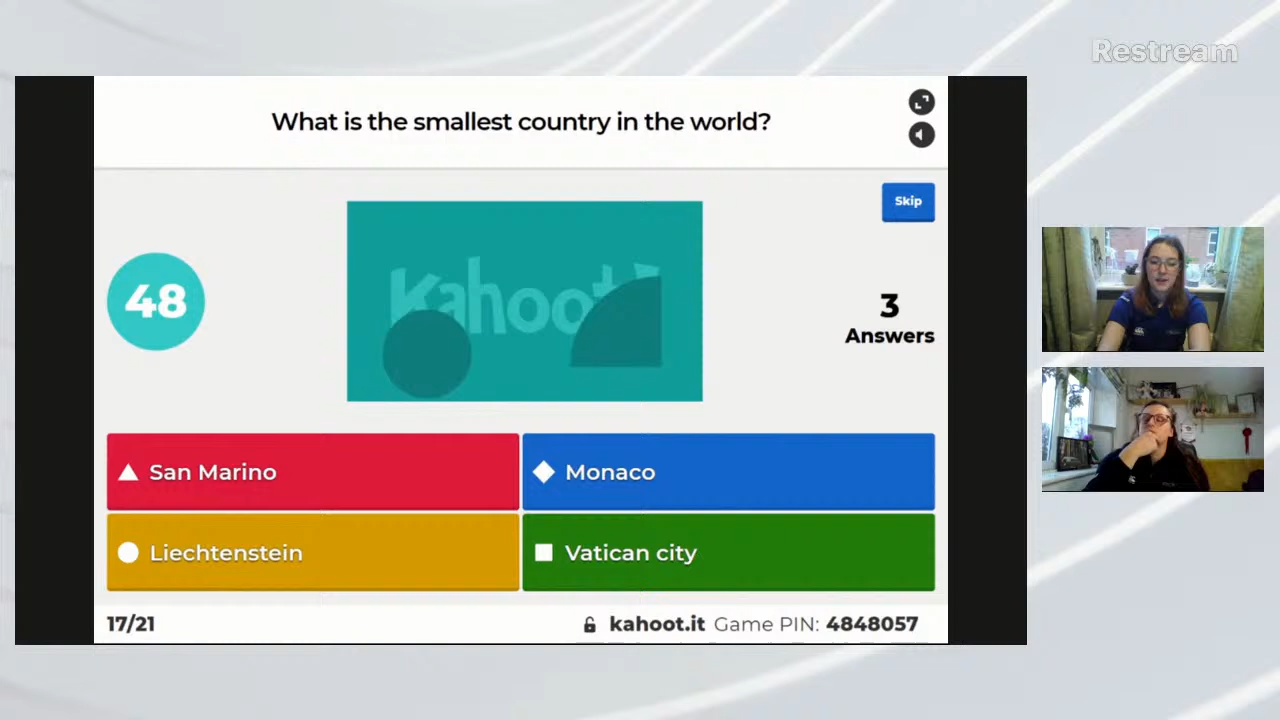 Restream
What is the smallest country in the world?
Skip
48
Kahoot!
3
Answers
San Marino
Monaco
Liechtenstein
Vatican city
17/21
kahoot.it Game PIN: 4848057